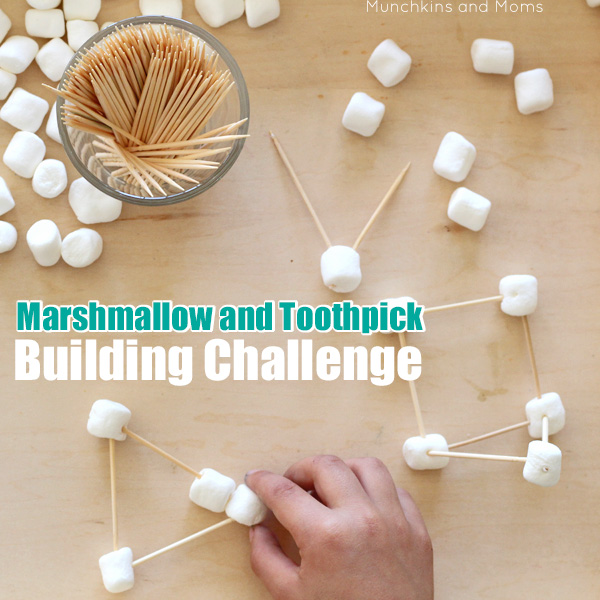 Munchkins and Moms
Marshmallow and Toothpick
Building Challenge